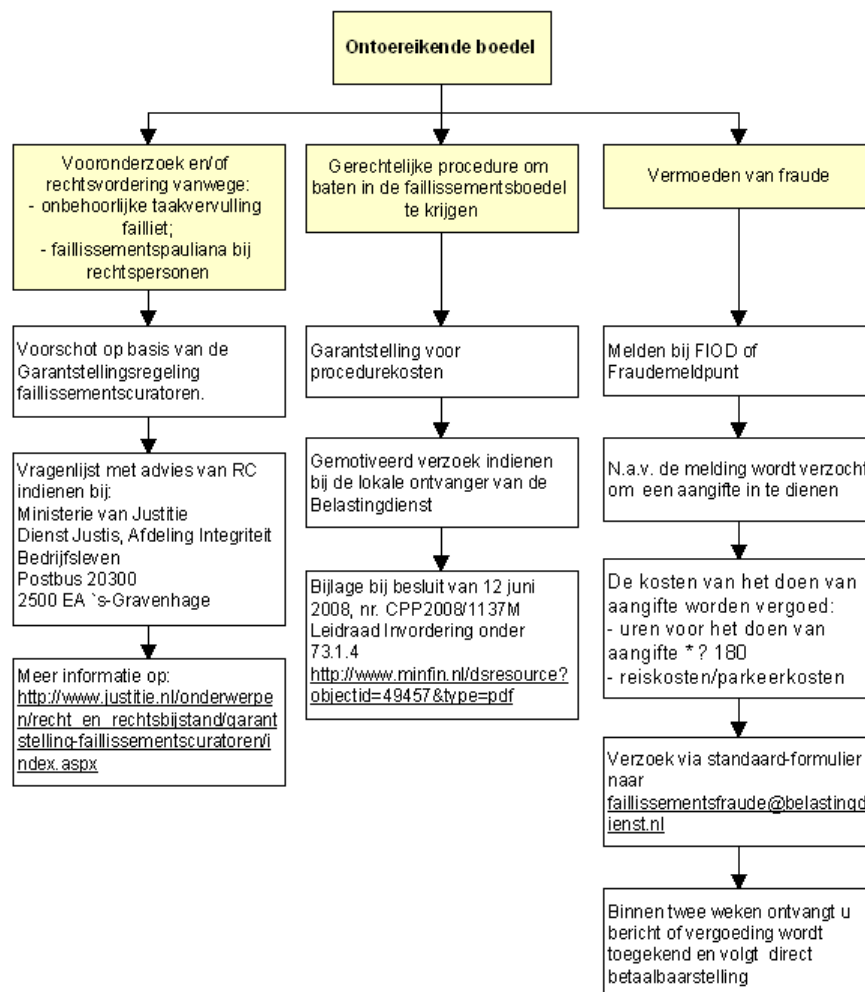 Ontoereikende boedel
Vooronderzoek en/of
rechtsvordering vanwege:
- onbehoorlijke taakvervulling
failliet;
- faillissementspauliana bij
rechtspersonen
Voorschot op basis van de
Garantstellingsregeling
faillissementscuratoren.
Vragenlijst met advies van RC
indienen bij:
Ministerie van Justitie
Dienst Justis, Afdeling Integriteit
Bedrijfsleven
Postbus 20300
2500 EA `s-Gravenhage
Meer informatie op:
http://www.justitie.nl/onderwerpe
n/recht_en_rechtsbijstand/garant
stelling-faillissementscuratoren/i
ndex.aspx
Gerechtelijke procedure om
baten in de faillissementsboedel
te krijgen
Garantstelling voor
procedurekosten
Gemotiveerd verzoek indienen
bij de lokale ontvanger van de
Belastingdienst
Bijlage bij besluit van 12 juni
2008, nr. CPP2008/1137M
Leidraad Invordering onder
73.1.4
http://www.minfin.nl/dsresource?
objectid=49457&type=pdf
Vermoeden van fraude
Melden bij FIOD of
Fraudemeldpunt
N.a.v. de melding wordt verzocht
om een aangifte in te dienen
De kosten van het doen van
aangifte worden vergoed:
- uren voor het doen van
aangifte * ? 180
- reiskosten/parkeerkosten
Verzoek via standaard-formulier
naar
faillissementsfraude@belastingd
ienst.nl
Binnen twee weken ontvangt u
bericht of vergoeding wordt
toegekend en volgt direct
betaalbaarstelling